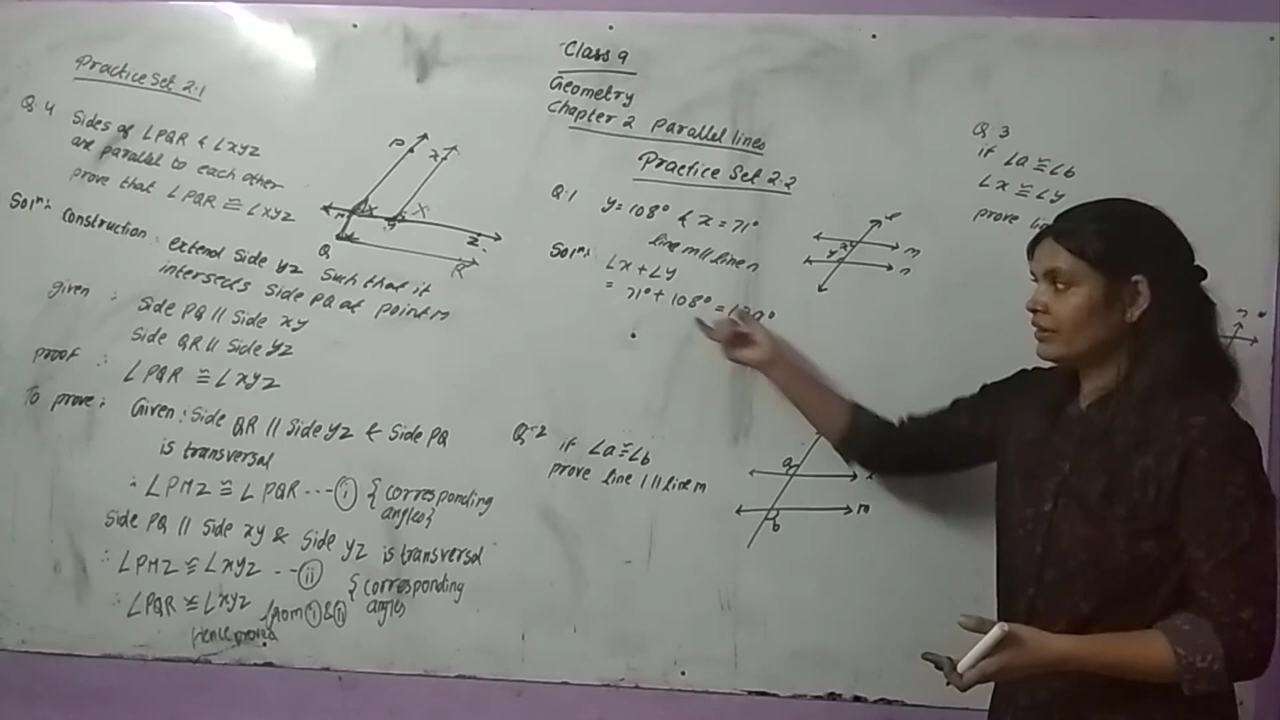 Practice Set 2.1
Q.4 Sides of ∠PQR & ∠XYZ
are parallel to each other
prove that ∠PQR ≅ ∠XYZ
Solⁿ: Construction: extend side YZ such that it
intersects side PQ at point M
given: Side PQ || Side XY
Side QR || Side YZ
proof: ∠PQR ≅ ∠XYZ
To prove: Given: Side QR || Side YZ & Side PQ
is transversal
∴ ∠PMZ ≅ ∠PQR --- (i) {corresponding
angles}
Side PQ || Side XY & Side YZ is transversal
∴ ∠PMZ ≅ ∠XYZ -- (ii) {corresponding
angles
∴ ∠PQR ≅ ∠XYZ from (i) & (ii)
Hence proved
P
X
X
M
Y
Z
Q
R
Class 9
Geometry
Chapter 2 parallel lines
Practice Set 2.2
Q.1 y = 108° & x = 71°
line m || line n
Solⁿ: ∠x + ∠y
= 71° + 108° =
x
m
y
n
Q.2 if ∠a ≅ ∠b
prove line l || line m
a
m
b
Q 3
if ∠a ≅ ∠b
∠x ≅ ∠y
prove